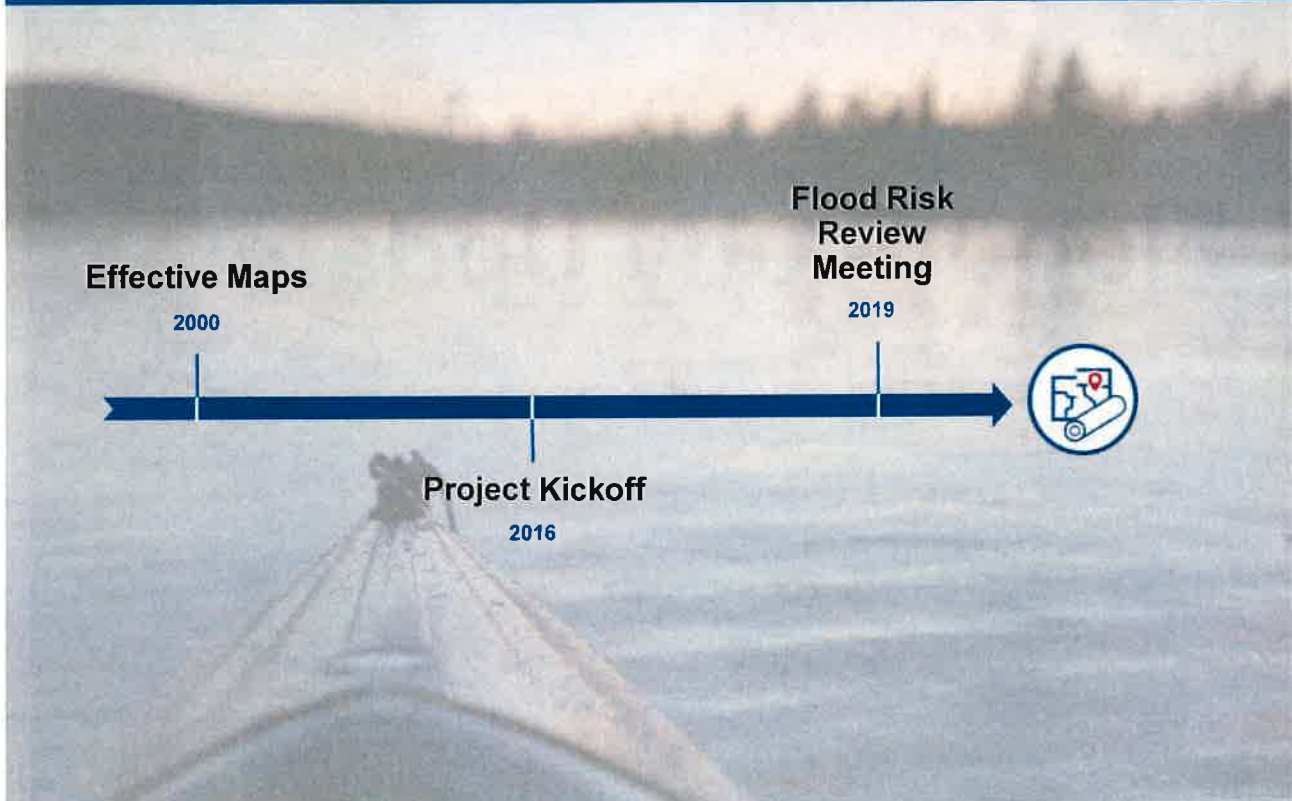 Effective Maps
2000
Project Kickoff
2016
Flood Risk
Review
Meeting
2019